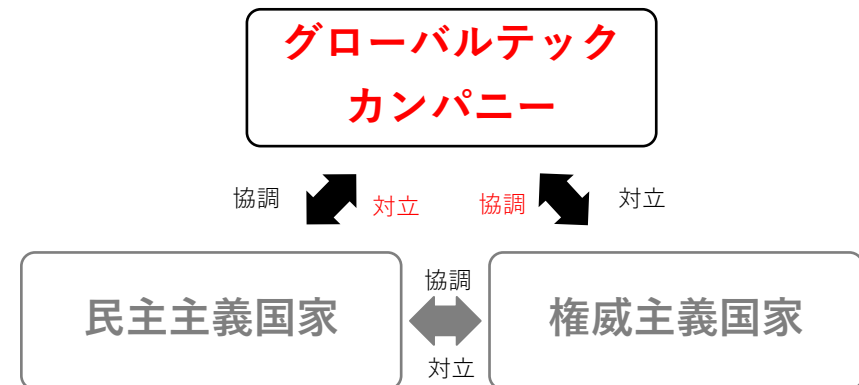 グローバルテック
カンパニー
協調
対立
協調
対立
協調
民主主義国家
権威主義国家
対立